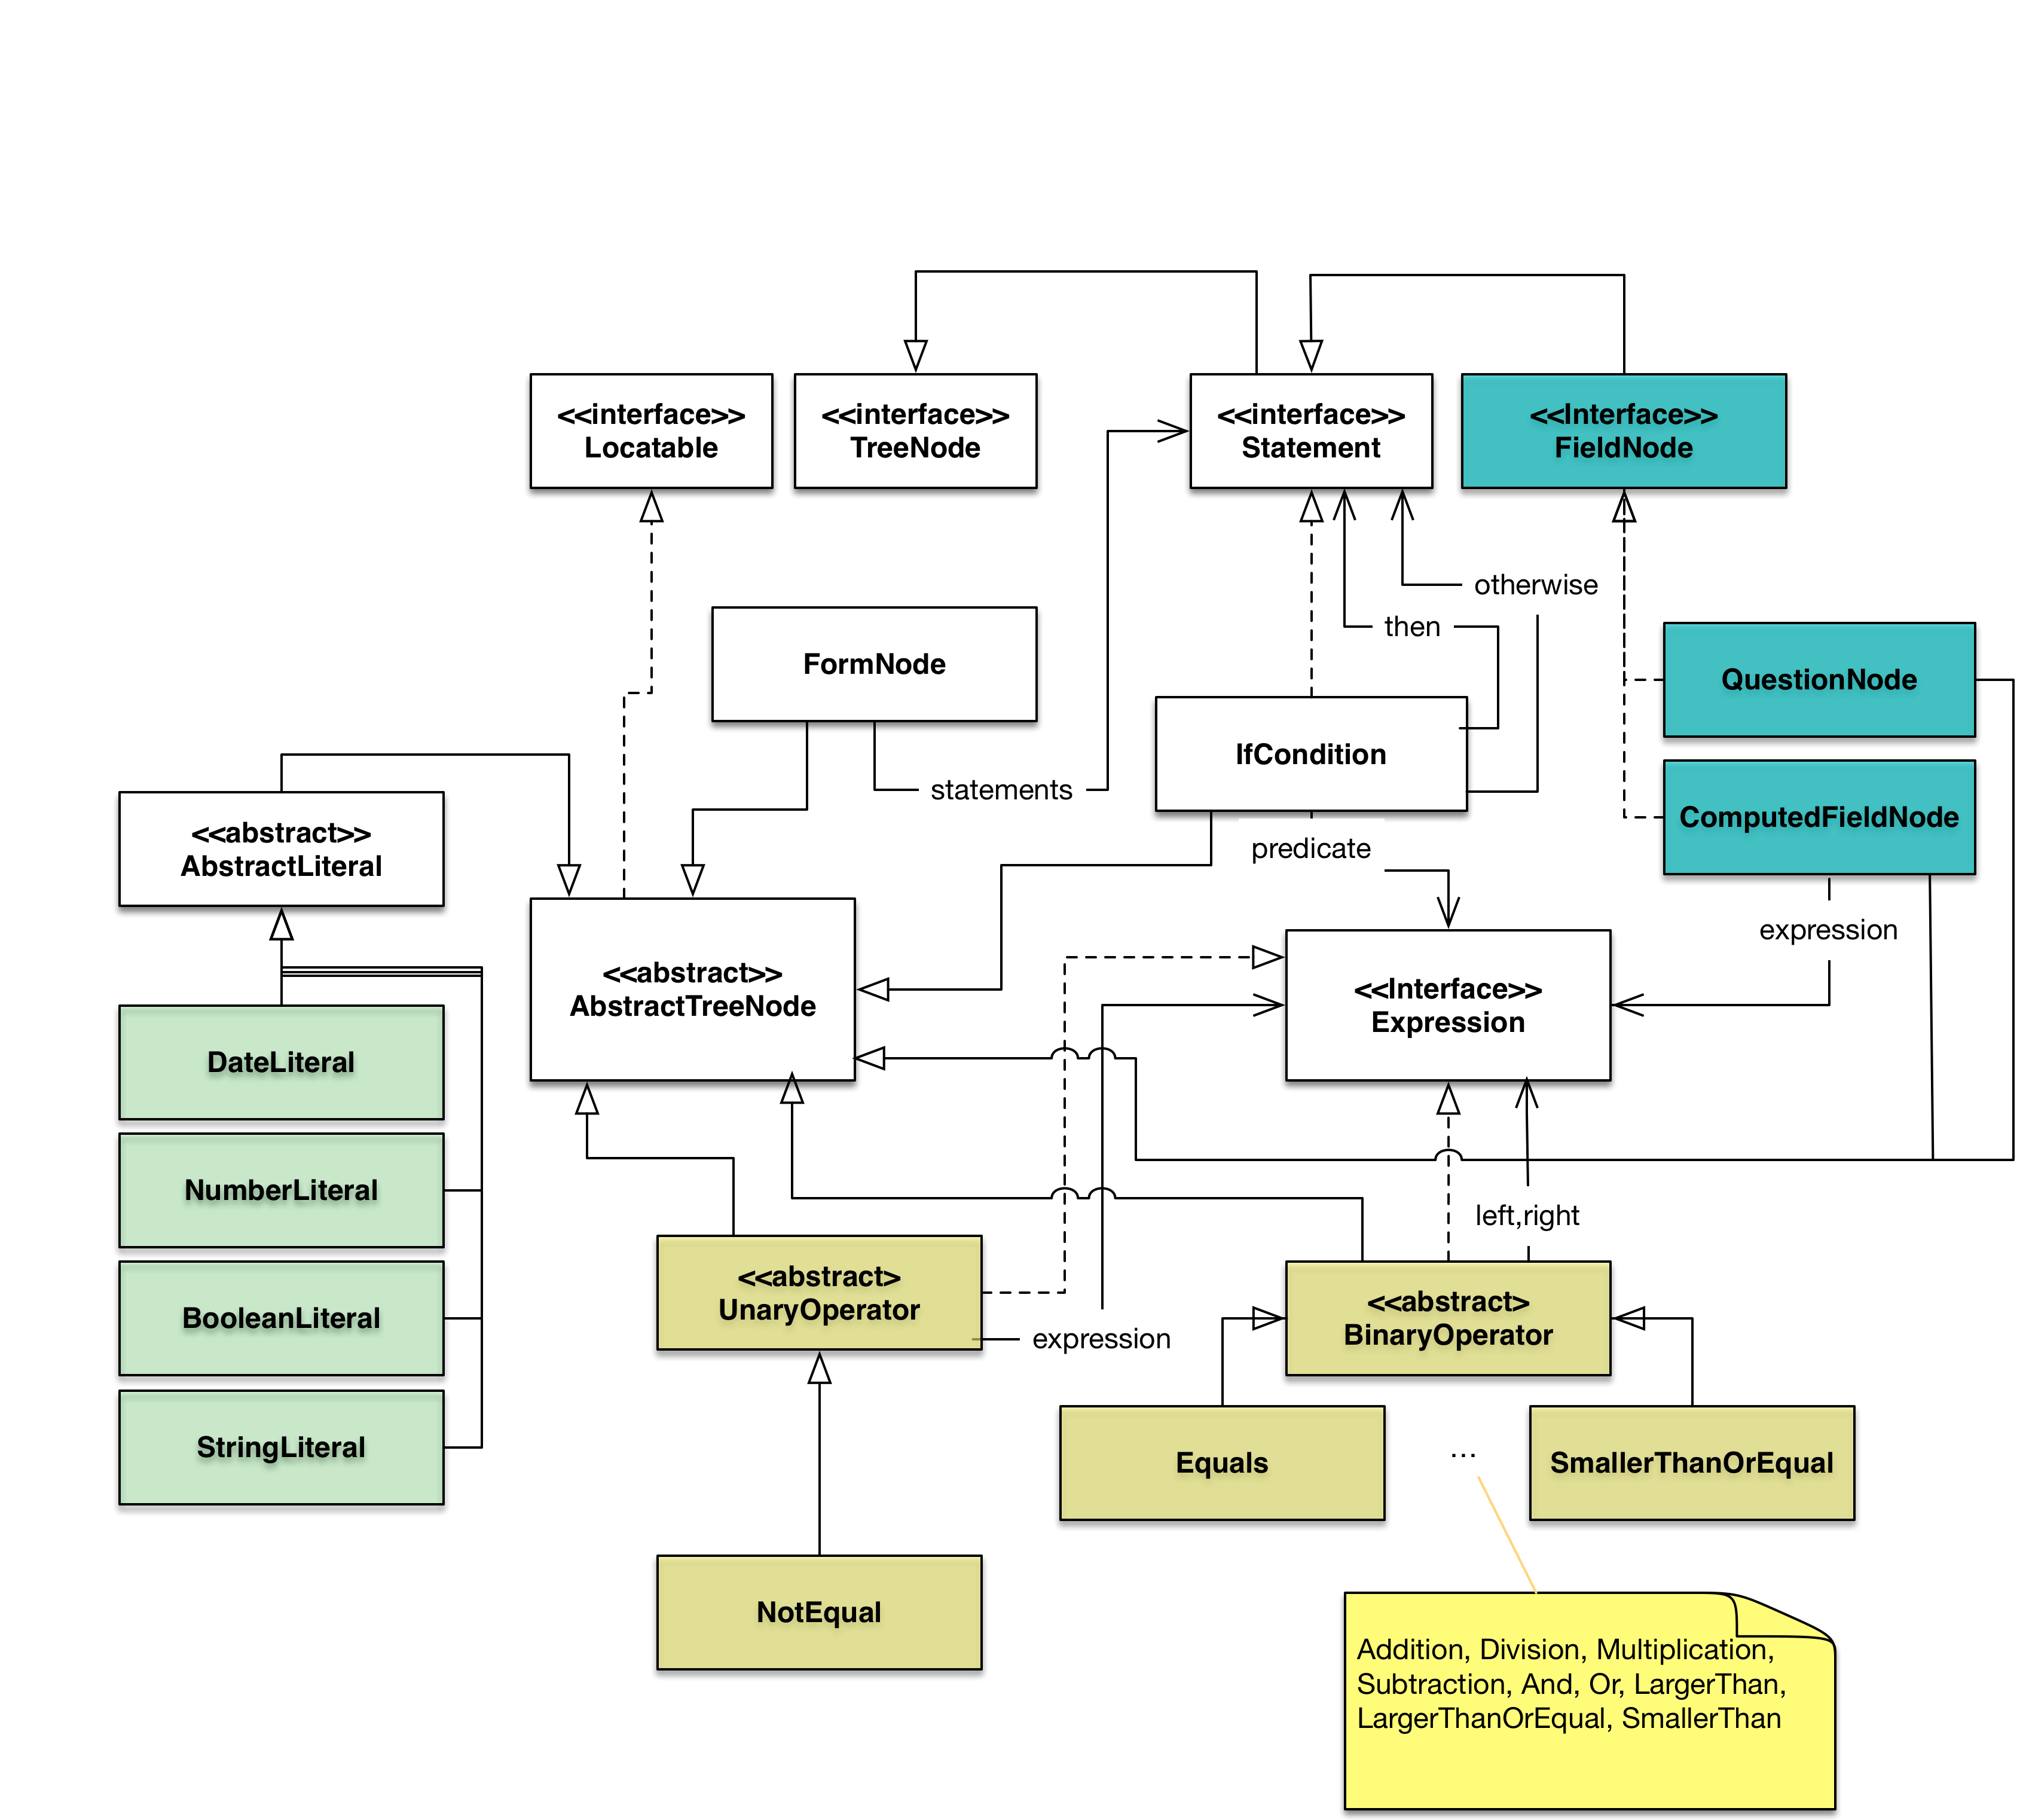 <<interface>>
Locatable
<<interface>>
TreeNode
<<interface>>
Statement
<<Interface>>
FieldNode
otherwise
then
FormNode
QuestionNode
IfCondition
statements
ComputedFieldNode
<<abstract>>
AbstractLiteral
predicate
expression
<<abstract>>
AbstractTreeNode
<<Interface>>
Expression
DateLiteral
NumberLiteral
left,right
<<abstract>
UnaryOperator
<<abstract>
BinaryOperator
BooleanLiteral
expression
StringLiteral
Equals
...
SmallerThanOrEqual
NotEqual
Addition, Division, Multiplication,
Subtraction, And, Or, LargerThan,
LargerThanOrEqual, SmallerThan